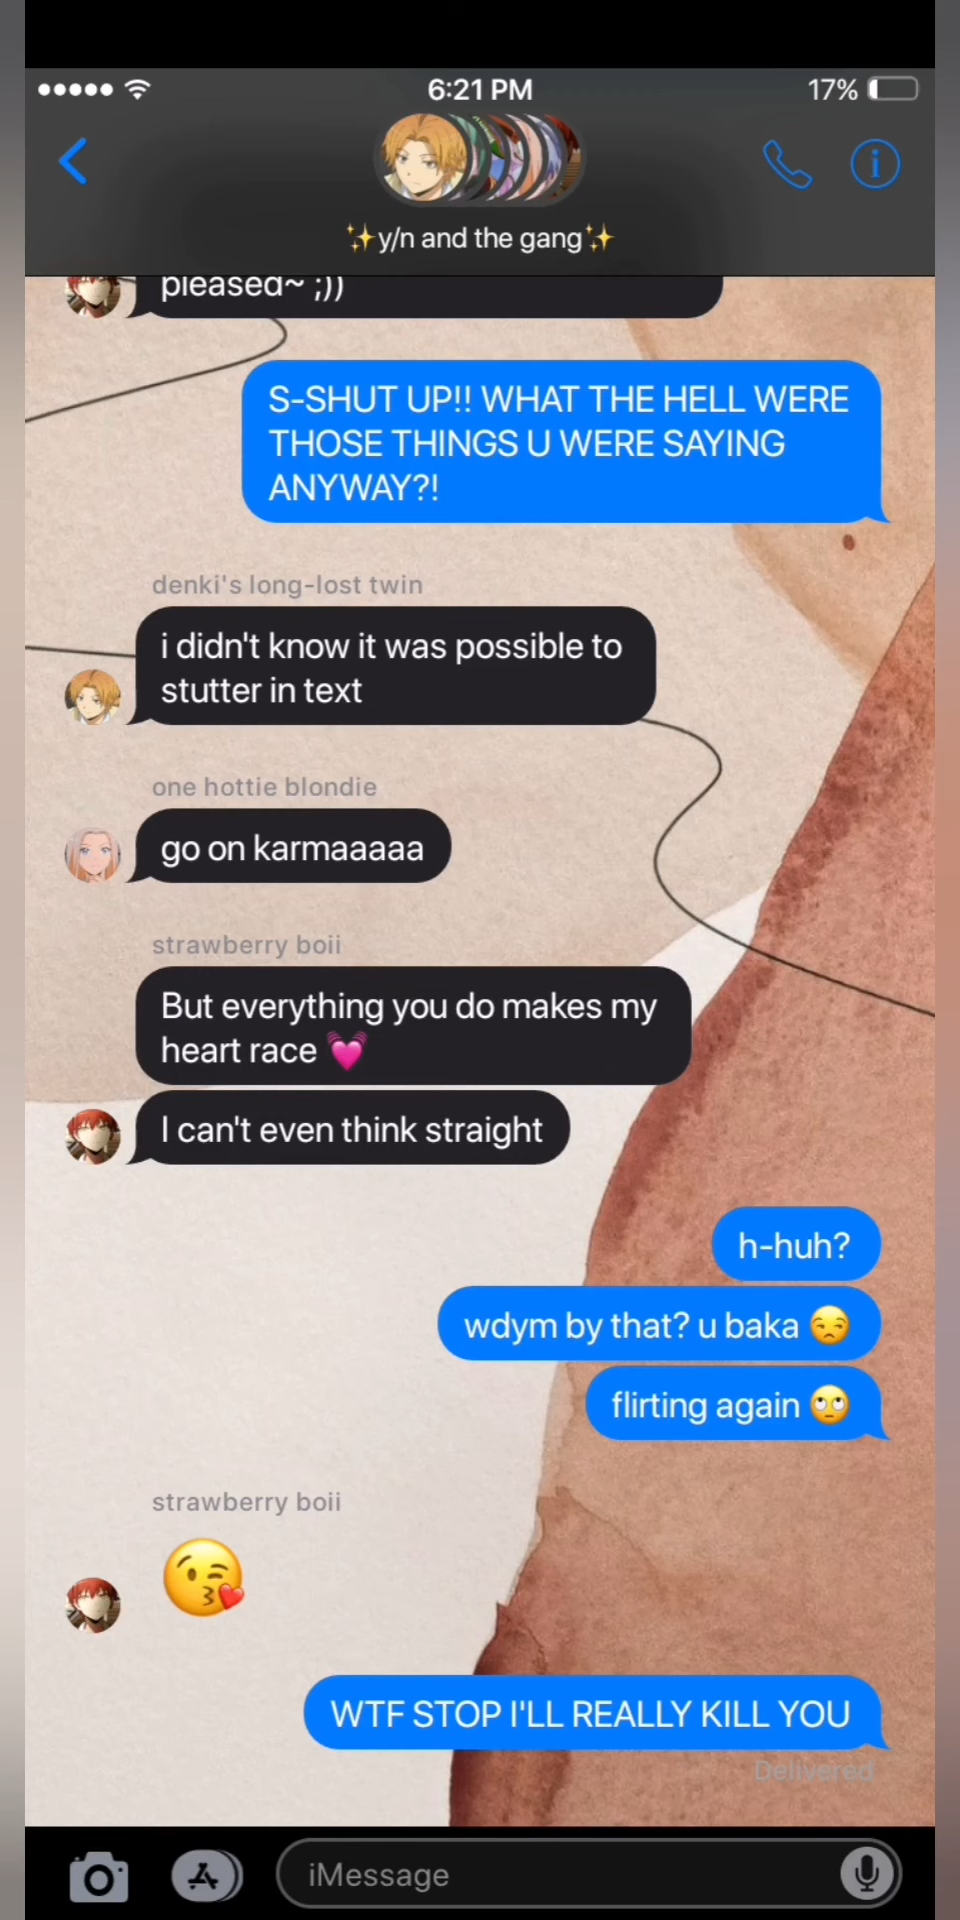 6:21 PM
17%
✨y/n and the gang✨
pleased~ ;))
S-SHUT UP!! WHAT THE HELL WERE
THOSE THINGS U WERE SAYING
ANYWAY?!
denki's long-lost twin
i didn't know it was possible to
stutter in text
one hottie blondie
go on karmaaaaa
strawberry boii
But everything you do makes my
heart race 💓
I can't even think straight
h-huh?
wdym by that? u baka 😒
flirting again 🙄
strawberry boii
😘
WTF STOP I'LL REALLY KILL YOU
Delivered
iMessage